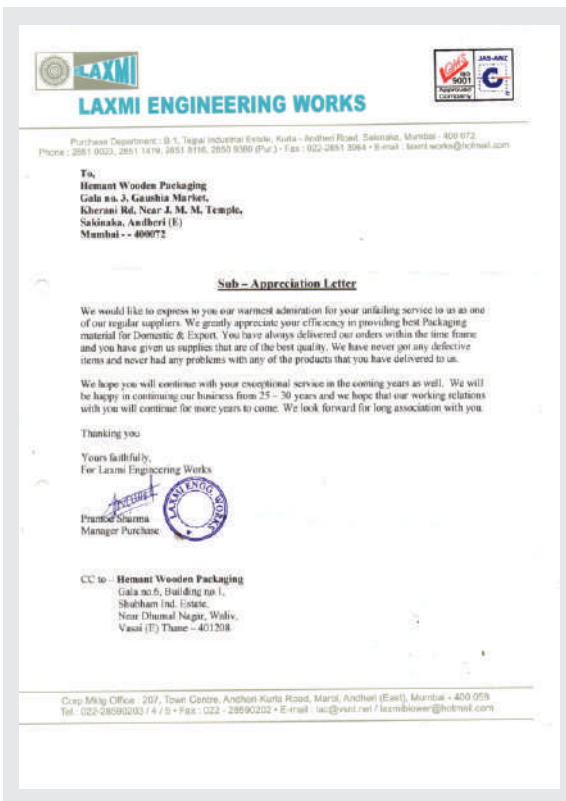 LAXMI
LAXMI ENGINEERING WORKS
QMS
ISO
9001
Approved
Company
JAS-ANZ
Purchase Department : B-1, Tejpal Industrial Estate, Kurla - Andheri Road, Sakinaka, Mumbai - 400 072
Phone : 2851 0023, 2851 1419, 2851 8116, 2850 9360 (Pur.) • Fax : 022-2851 3964 • E-mail : laxmi.works@hotmail.com
To,
Hemant Wooden Packaging
Gala no. 3, Gaushia Market,
Kherani Rd, Near J. M. M. Temple,
Sakinaka, Andheri (E)
Mumbai - - 400072
Sub – Appreciation Letter
We would like to express to you our warmest admiration for your unfailing service to us as one
of our regular suppliers. We greatly appreciate your efficiency in providing best Packaging
material for Domestic & Export. You have always delivered our orders within the time frame
and you have given us supplies that are of the best quality. We have never got any defective
items and never had any problems with any of the products that you have delivered to us.
We hope you will continue with your exceptional service in the coming years as well. We will
be happy in continuing our business from 25 – 30 years and we hope that our working relations
with you will continue for more years to come. We look forward for long association with you.
Thanking you
Yours faithfully,
For Laxmi Engineering Works
LAXMI ENGG. WORKS
Pramod Sharma
Manager Purchase
CC to – Hemant Wooden Packaging
Gala no.6, Building no.1,
Shubham Ind. Estate,
Near Dhumal Nagar, Waliv,
Vasai (E) Thane – 401208
Corp Mktg Office : 207, Town Centre, Andheri-Kurla Road, Marol, Andheri (East), Mumbai - 400 059
Tel. : 022-28590203 / 4 / 5 • Fax : 022 - 28590202 • E-mail : lac@vsnl.net / laxmiblower@hotmail.com